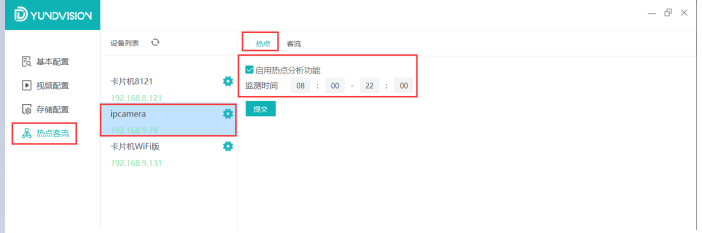 YUNDVISION
基本配置
视频配置
存储配置
热点客流
设备列表
卡片机8121
192.168.8.121
ipcamera
192.168.9.79
卡片机WiFi版
192.168.9.131
热点 客流
启用热点分析功能
监测时间 08 : 00 - 22 : 00
提交